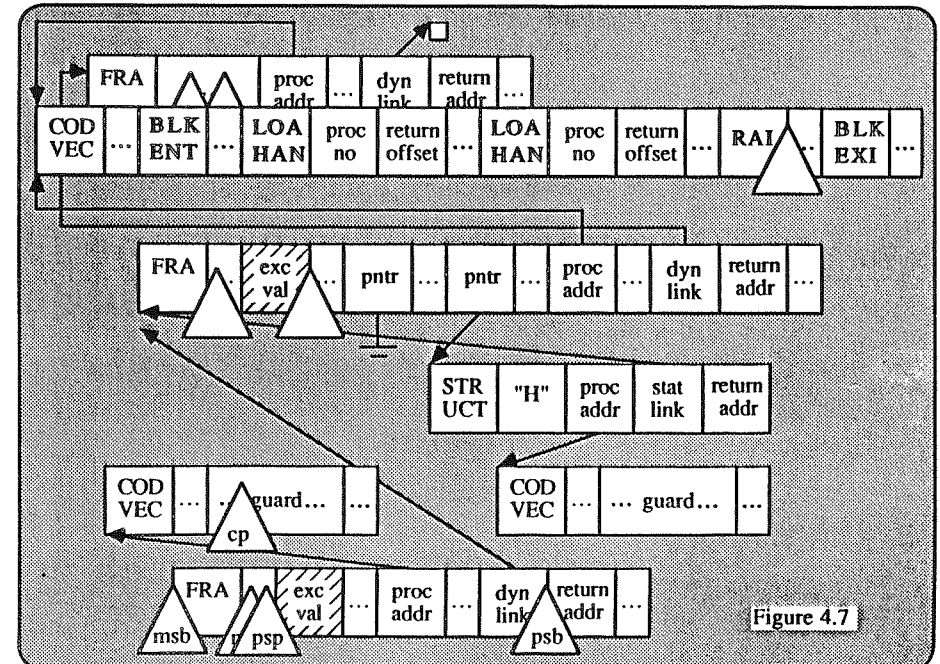 FRA proc addr ... dyn link return addr ...
COD VEC ... BLK ENT ... LOA HAN proc no return offset ... LOA HAN proc no return offset ... RAI .. BLK EXI ...
FRA .. exc val .. pntr ... pntr ... proc addr ... dyn link return addr ...
STR UCT "H" proc addr stat link return addr
COD VEC ... .. guard... ...
cp
COD VEC ... ... guard... ...
FRA exc val ... proc addr ... dyn link return addr ...
msb psp psb
Figure 4.7